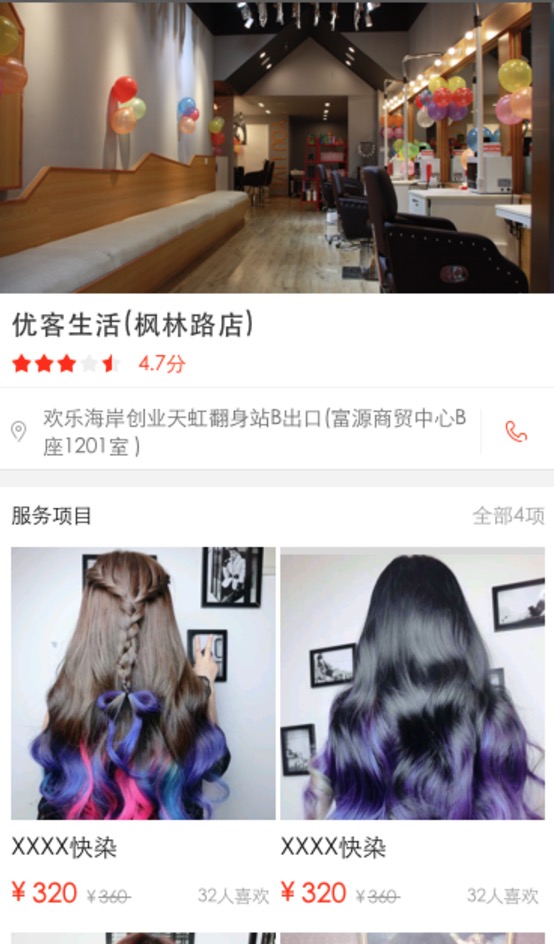 优客生活(枫林路店)
4.7分
欢乐海岸创业天虹翻身站B出口(富源商贸中心B
座1201室 )
服务项目 全部4项
XXXX快染 XXXX快染
¥ 320 ¥360 32人喜欢 ¥ 320 ¥360 32人喜欢